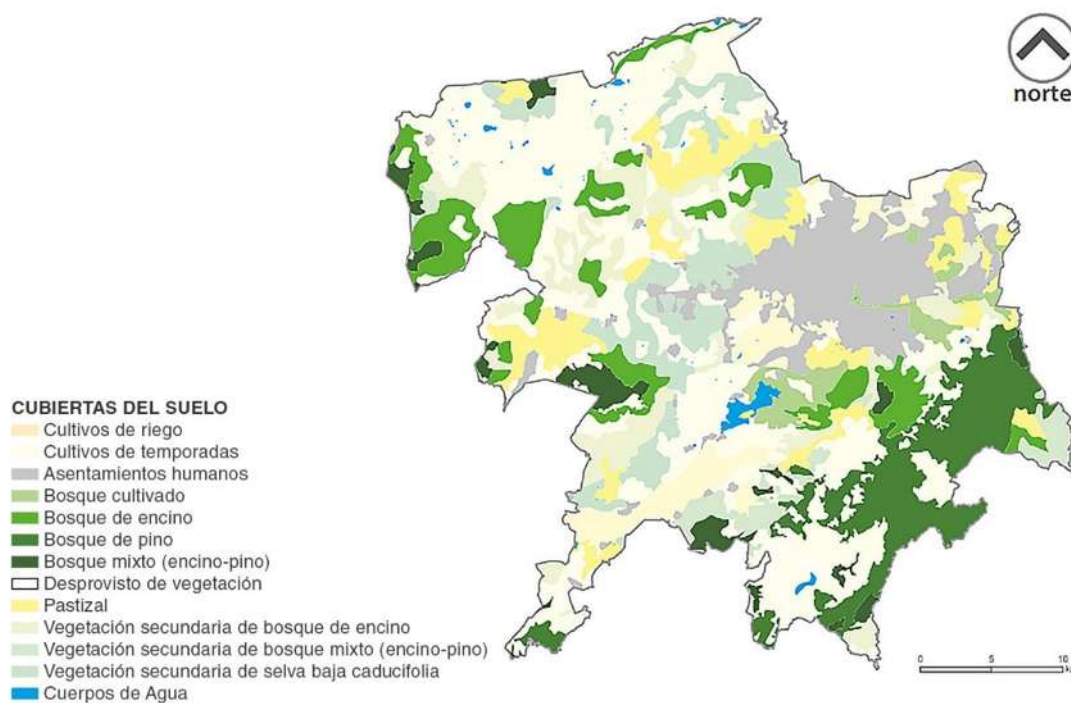 norte
CUBIERTAS DEL SUELO
Cultivos de riego
Cultivos de temporadas
Asentamientos humanos
Bosque cultivado
Bosque de encino
Bosque de pino
Bosque mixto (encino-pino)
Desprovisto de vegetación
Pastizal
Vegetación secundaria de bosque de encino
Vegetación secundaria de bosque mixto (encino-pino)
Vegetación secundaria de selva baja caducifolia
Cuerpos de Agua
0 5 10